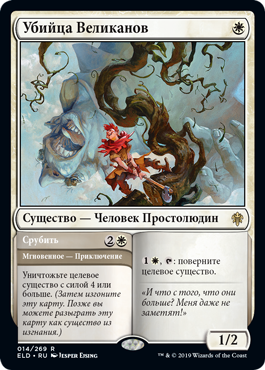 Убийца Великанов
Существо — Человек Простолюдин
Срубить 2
Мгновенное — Приключение
Уничтожьте целевое
существо с силой 4 или
больше. (Затем изгоните
эту карту. Позже вы
можете разыграть эту
карту как существо из
изгнания.)
1 , : поверните
целевое существо.
«И что с того, что они
больше? Меня даже не
заметят!»
1/2
014/269 R
ELD • RU JESPER EJSING
™ & © 2019 Wizards of the Coast